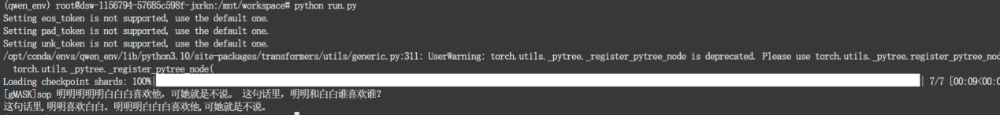 (qwen_env) root@dsw-1156794-57685c598f-jxrkn:/mnt/workspace# python run.py
Setting eos_token is not supported, use the default one.
Setting pad_token is not supported, use the default one.
Setting unk_token is not supported, use the default one.
/opt/conda/envs/qwen_env/lib/python3.10/site-packages/transformers/utils/generic.py:311: UserWarning: torch.utils._pytree._register_pytree_node is deprecated. Please use torch.utils._pytree.register_pytree_nod
  torch.utils._pytree._register_pytree_node(
Loading checkpoint shards: 100%| | 7/7 [00:09<00:0
[gMASK]sop 明明明明明白白白喜欢他，可她就是不说。 这句话里，明明和白白谁喜欢谁？
这句话里,明明喜欢白白。明明明白白白喜欢他,可她就是不说。